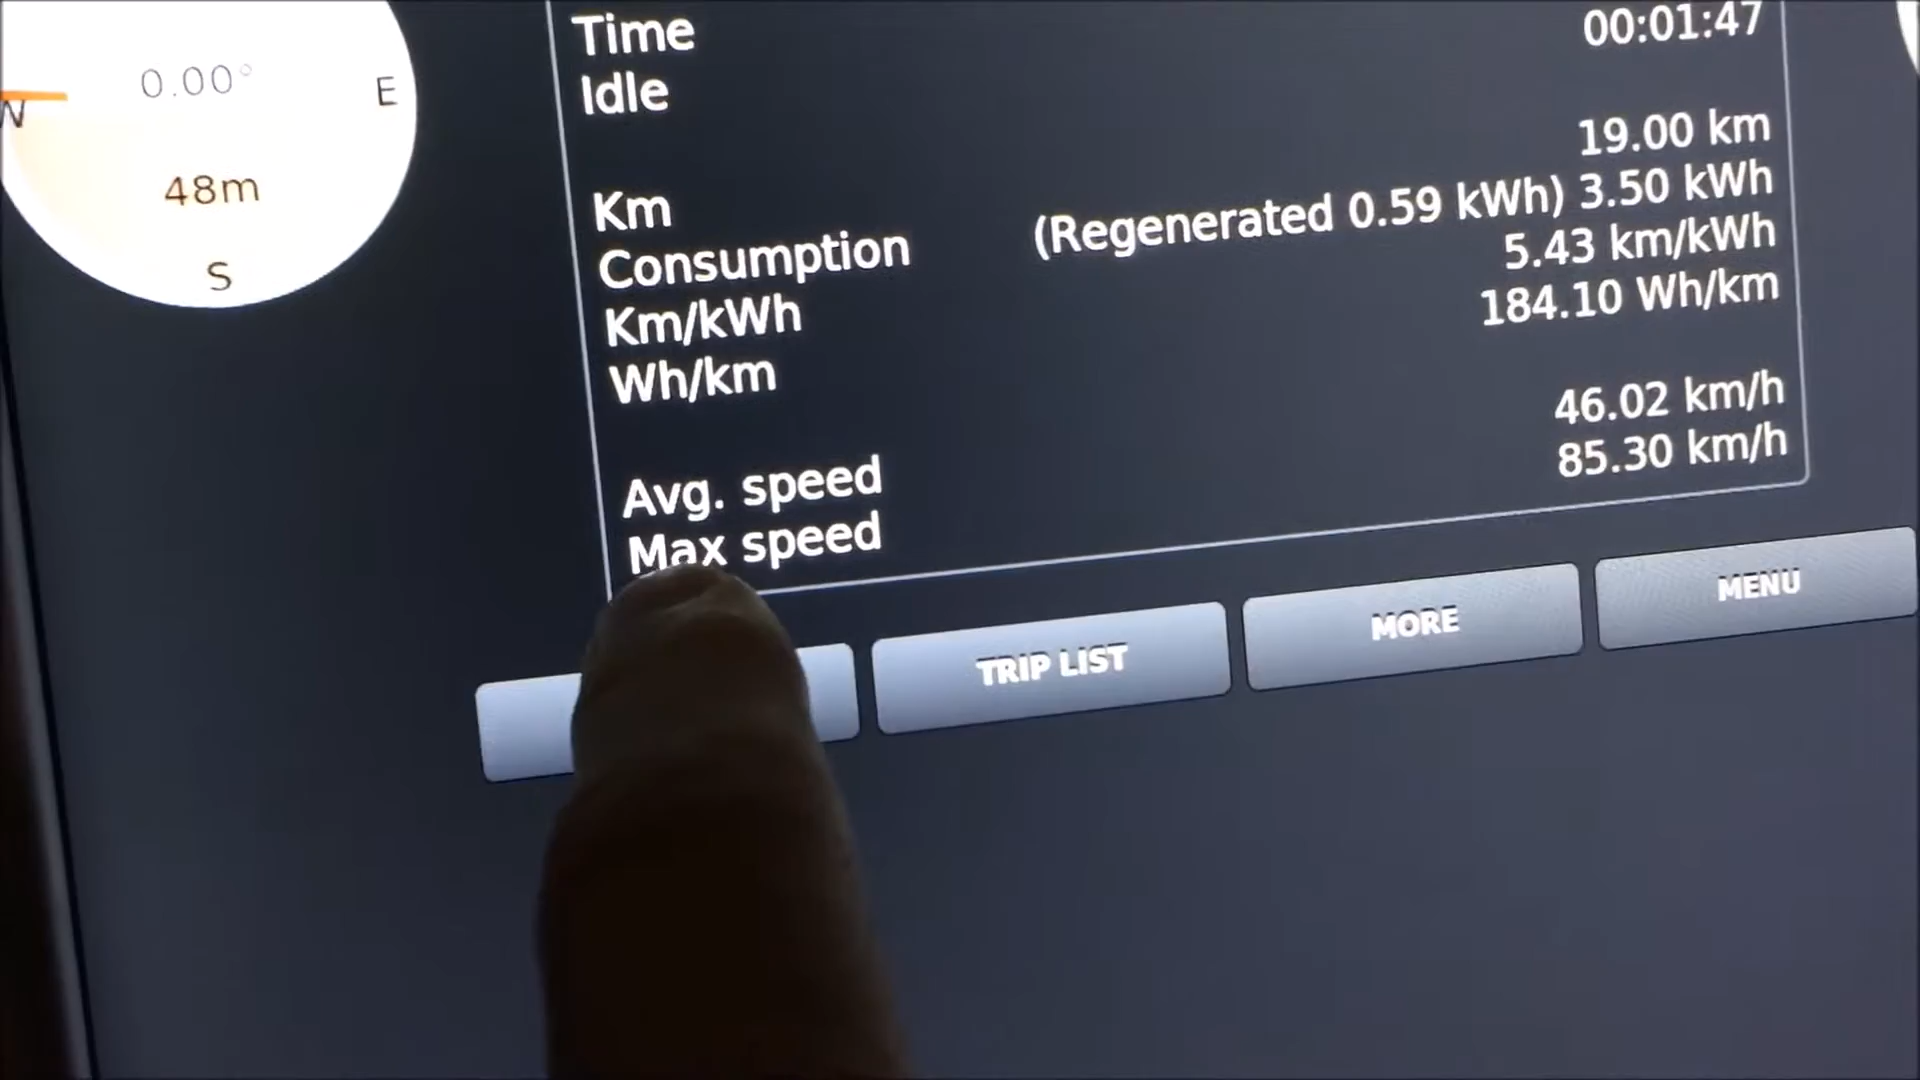 0.00°
N
E
48m
S
Time
Idle 00:01:47
Km 19.00 km
Consumption (Regenerated 0.59 kWh) 3.50 kWh
Km/kWh 5.43 km/kWh
Wh/km 184.10 Wh/km
Avg. speed 46.02 km/h
Max speed 85.30 km/h
TRIP LIST
MORE
MENU